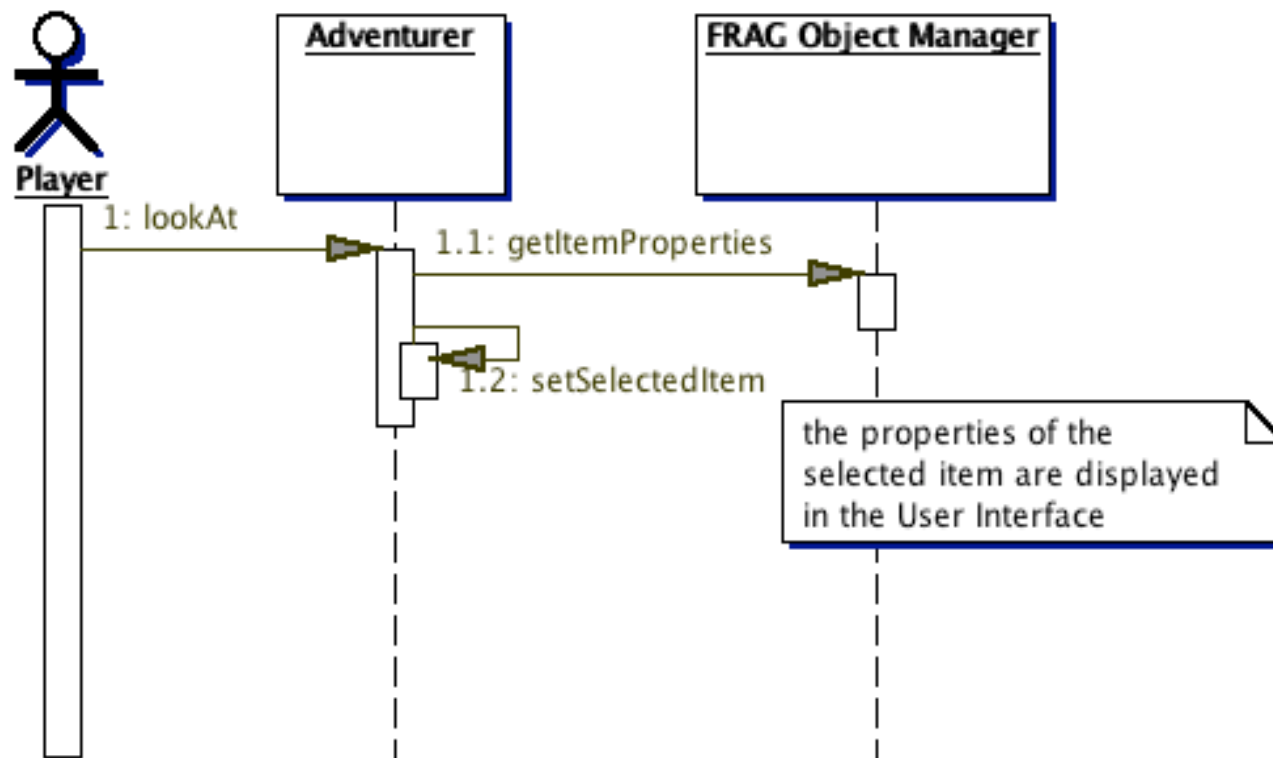 Adventurer
FRAG Object Manager
Player
1: lookAt
1.1: getItemProperties
1.2: setSelectedItem
the properties of the
selected item are displayed
in the User Interface